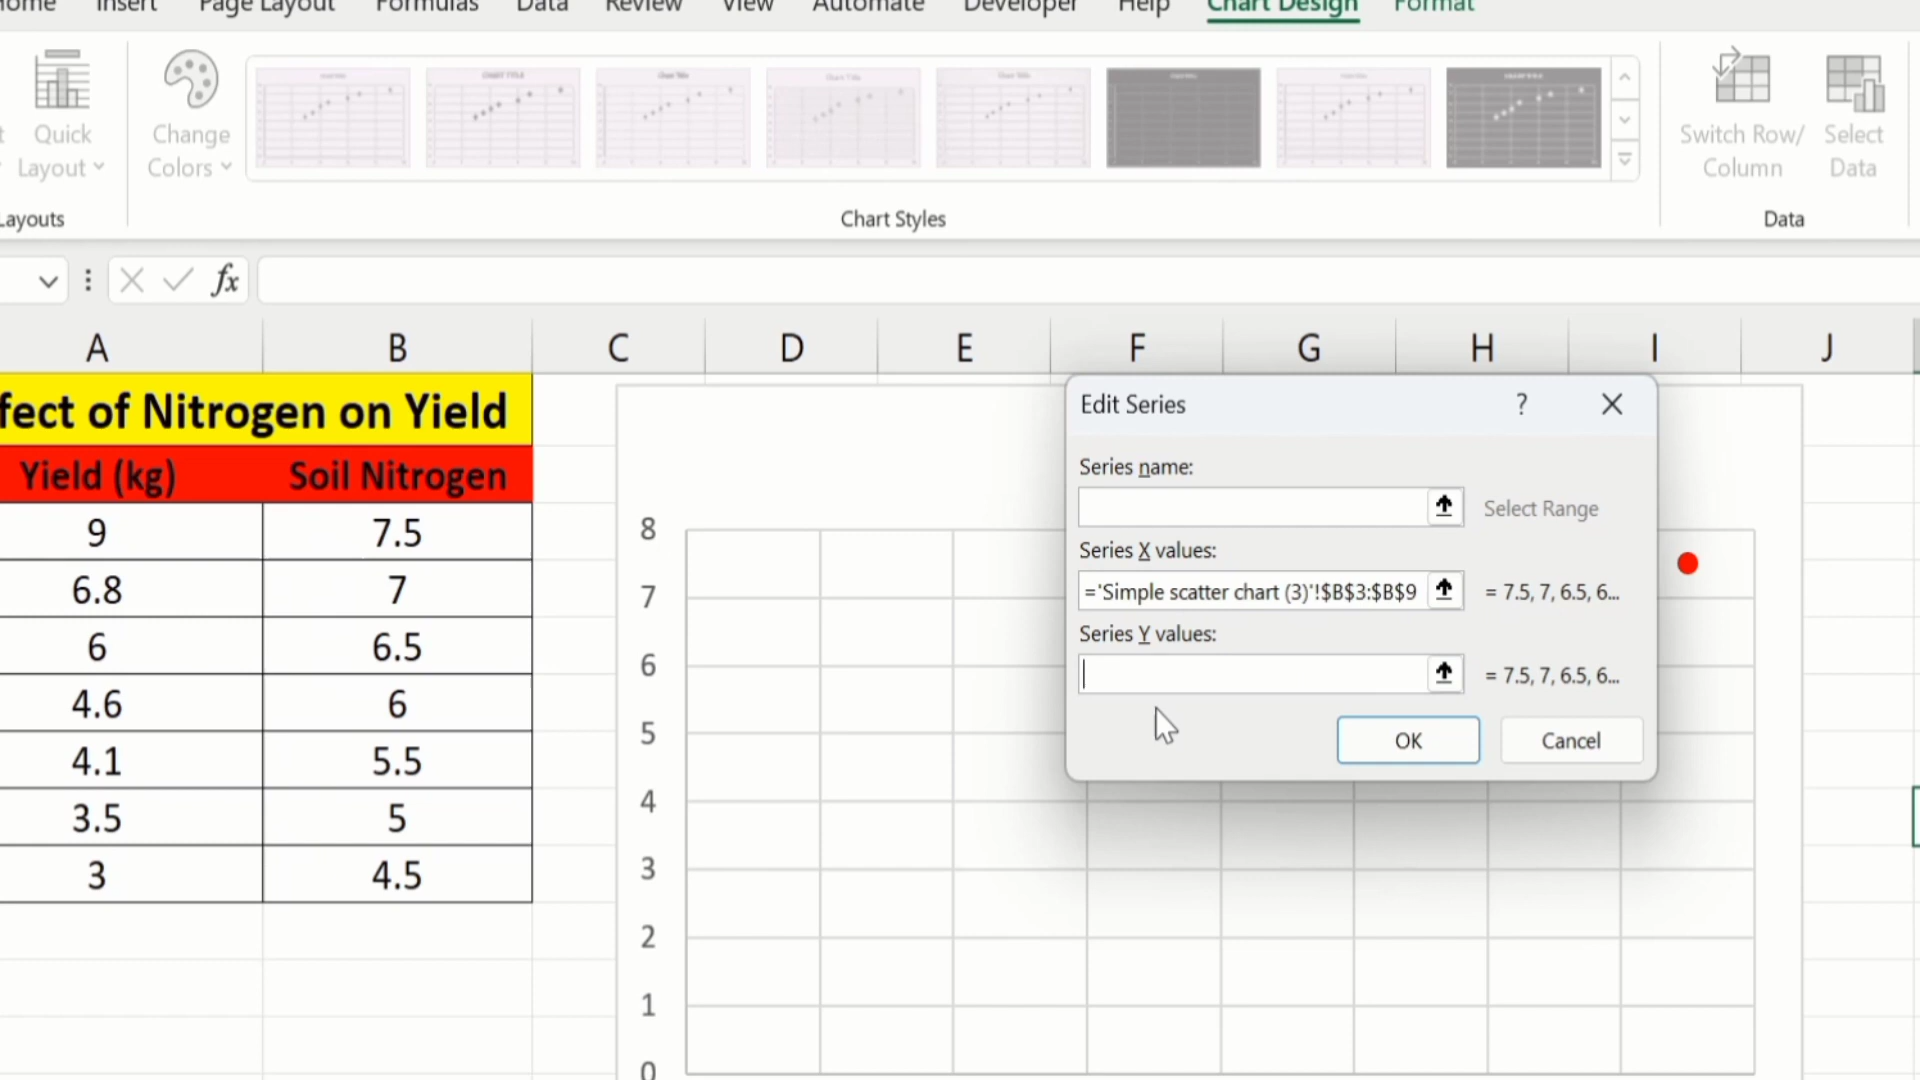 Home Insert Page Layout Formulas Data Review View Automate Developer Help Chart Design Format
Quick
Layout
Change
Colors
Switch Row/
Column
Select
Data
Layouts
Chart Styles
Data
fx
A B C D E F G H I J
fect of Nitrogen on Yield
Yield (kg) Soil Nitrogen
9 7.5
6.8 7
6 6.5
4.6 6
4.1 5.5
3.5 5
3 4.5
8
7
6
5
4
3
2
1
0
Edit Series ?
Series name:
Select Range
Series X values:
='Simple scatter chart (3)'!$B$3:$B$9 = 7.5, 7, 6.5, 6...
Series Y values:
= 7.5, 7, 6.5, 6...
OK Cancel